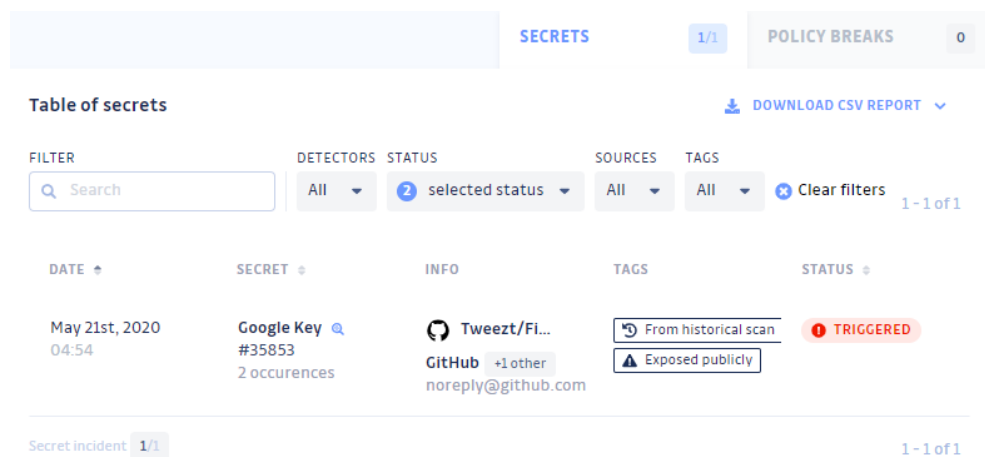 SECRETS 1/1 POLICY BREAKS 0
Table of secrets DOWNLOAD CSV REPORT
FILTER DETECTORS STATUS SOURCES TAGS
Search All 2 selected status All All Clear filters
1 - 1 of 1
DATE SECRET INFO TAGS STATUS
May 21st, 2020 Google Key Tweezt/Fi... From historical scan TRIGGERED
04:54 #35853 GitHub +1 other Exposed publicly
2 occurences noreply@github.com
Secret incident 1/1 1 - 1 of 1